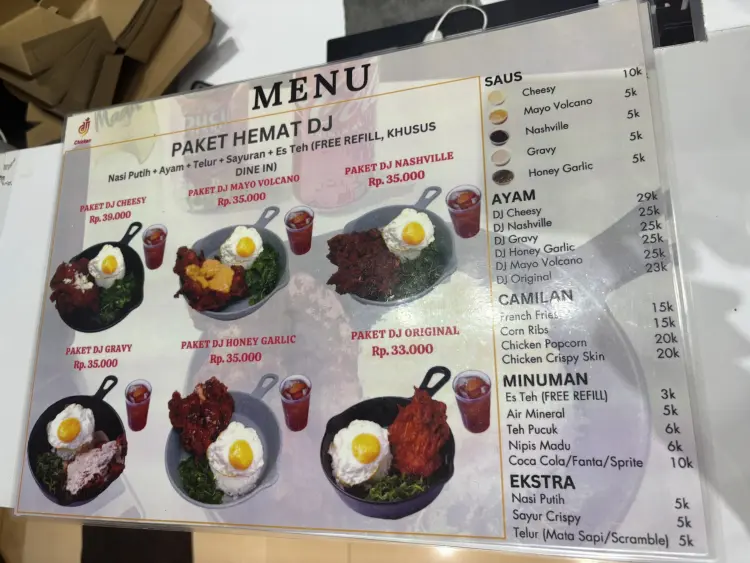 MENU
Chicken
PAKET HEMAT DJ
Nasi Putih + Ayam + Telur + Sayuran + Es Teh (FREE REFILL, KHUSUS
DINE IN)
PAKET DJ CHEESY
Rp. 39.000
PAKET DJ MAYO VOLCANO
Rp. 35.000
PAKET DJ NASHVILLE
Rp. 35.000
PAKET DJ GRAVY
Rp. 35.000
PAKET DJ HONEY GARLIC
Rp. 35.000
PAKET DJ ORIGINAL
Rp. 33.000
SAUS
Cheesy 10k
Mayo Volcano 5k
Nashville 5k
Gravy 5k
Honey Garlic 5k
AYAM
DJ Cheesy 29k
DJ Nashville 25k
DJ Gravy 25k
DJ Honey Garlic 25k
DJ Mayo Volcano 25k
DJ Original 23k
CAMILAN
French Fries 15k
Corn Ribs 15k
Chicken Popcorn 20k
Chicken Crispy Skin 20k
MINUMAN
Es Teh (FREE REFILL) 3k
Air Mineral 5k
Teh Pucuk 6k
Nipis Madu 6k
Coca Cola/Fanta/Sprite 10k
EKSTRA
Nasi Putih 5k
Sayur Crispy 5k
Telur (Mata Sapi/Scramble) 5k